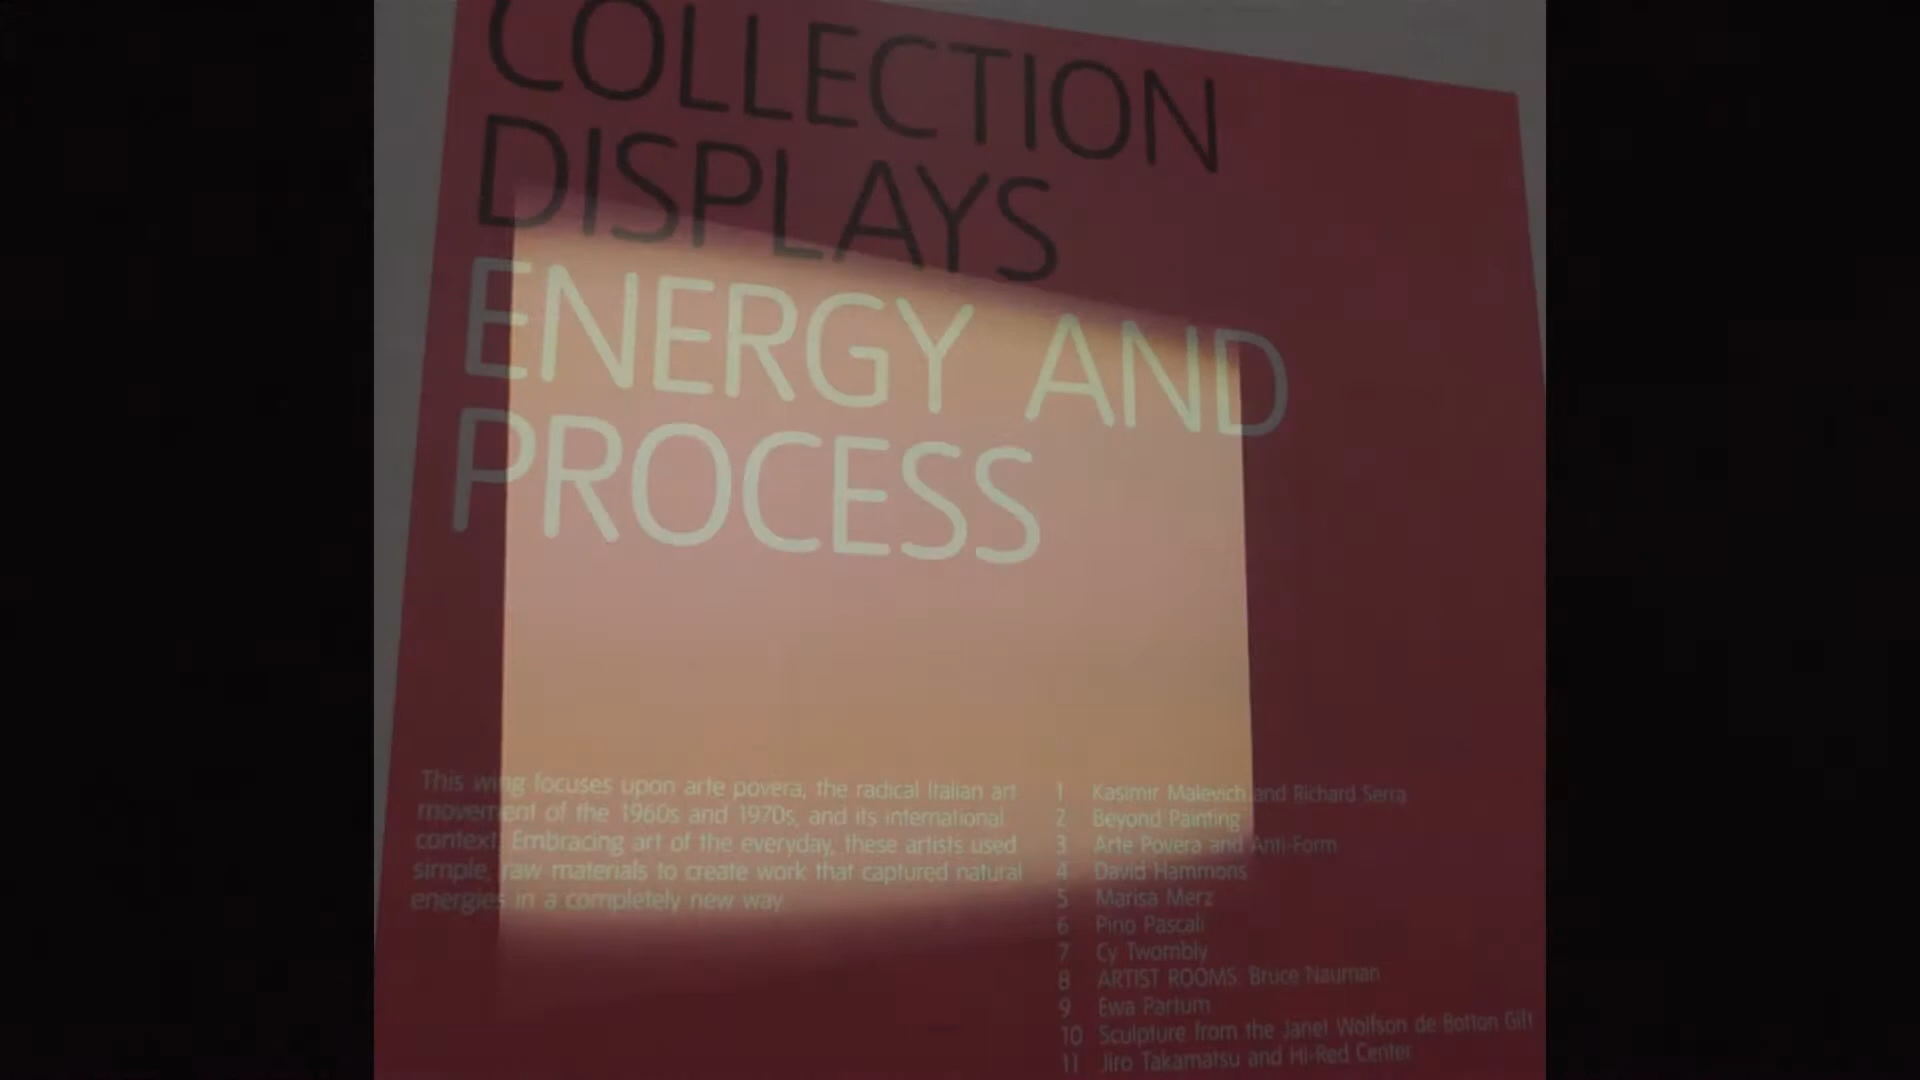 COLLECTION
DISPLAYS
ENERGY AND
PROCESS
This wing focuses upon arte povera, the radical Italian art
movement of the 1960s and 1970s, and its international
context. Embracing art of the everyday, these artists used
simple, raw materials to create work that captured natural
energies in a completely new way
1 Kasimir Malevich and Richard Serra
2 Beyond Painting
3 Arte Povera and Anti-Form
4 David Hammons
5 Marisa Merz
6 Pino Pascali
7 Cy Twombly
8 ARTIST ROOMS: Bruce Nauman
9 Ewa Partum
10 Sculpture from the Janet Wolfson de Botton Gift
11 Jiro Takamatsu and Hi-Red Center